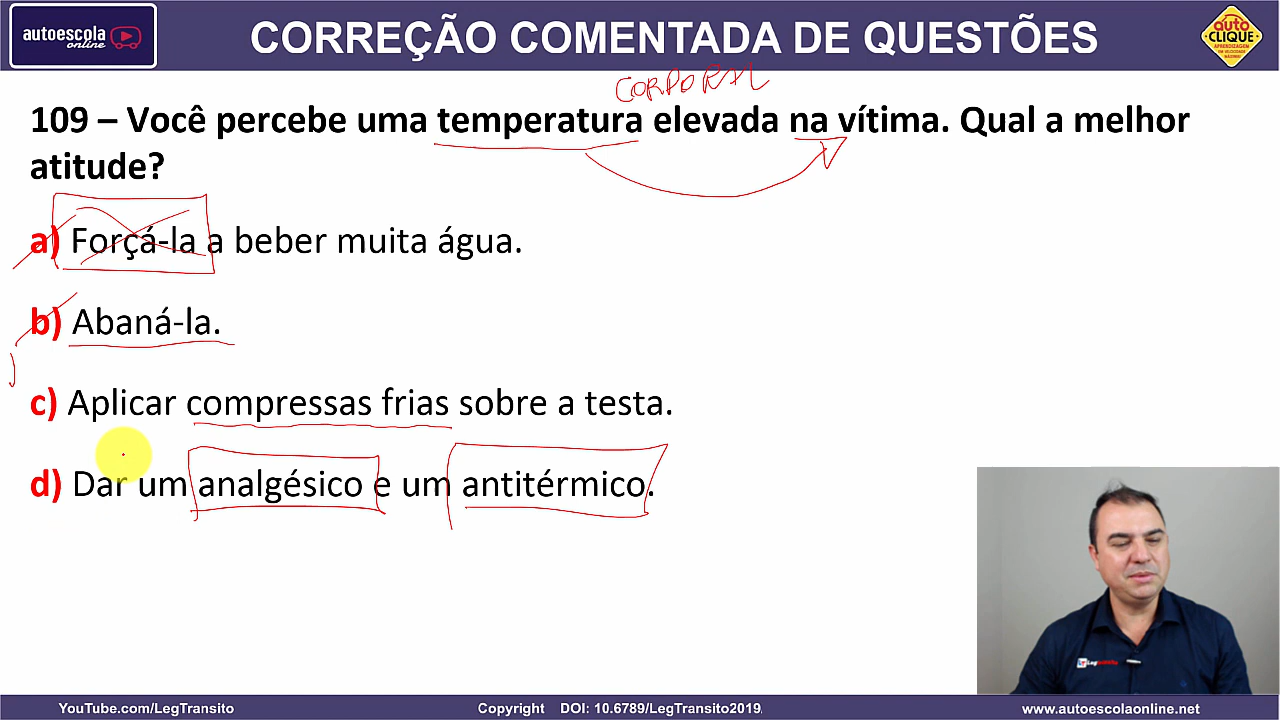 autoescola
online
CORREÇÃO COMENTADA DE QUESTÕES
auto
CLIQUE
CORPORAL
109 – Você percebe uma temperatura elevada na vítima. Qual a melhor
atitude?
a) Forçá-la a beber muita água.
b) Abaná-la.
c) Aplicar compressas frias sobre a testa.
d) Dar um analgésico e um antitérmico.
YouTube.com/LegTransito
Copyright DOI: 10.6789/LegTransito2019
www.autoescolaonline.net